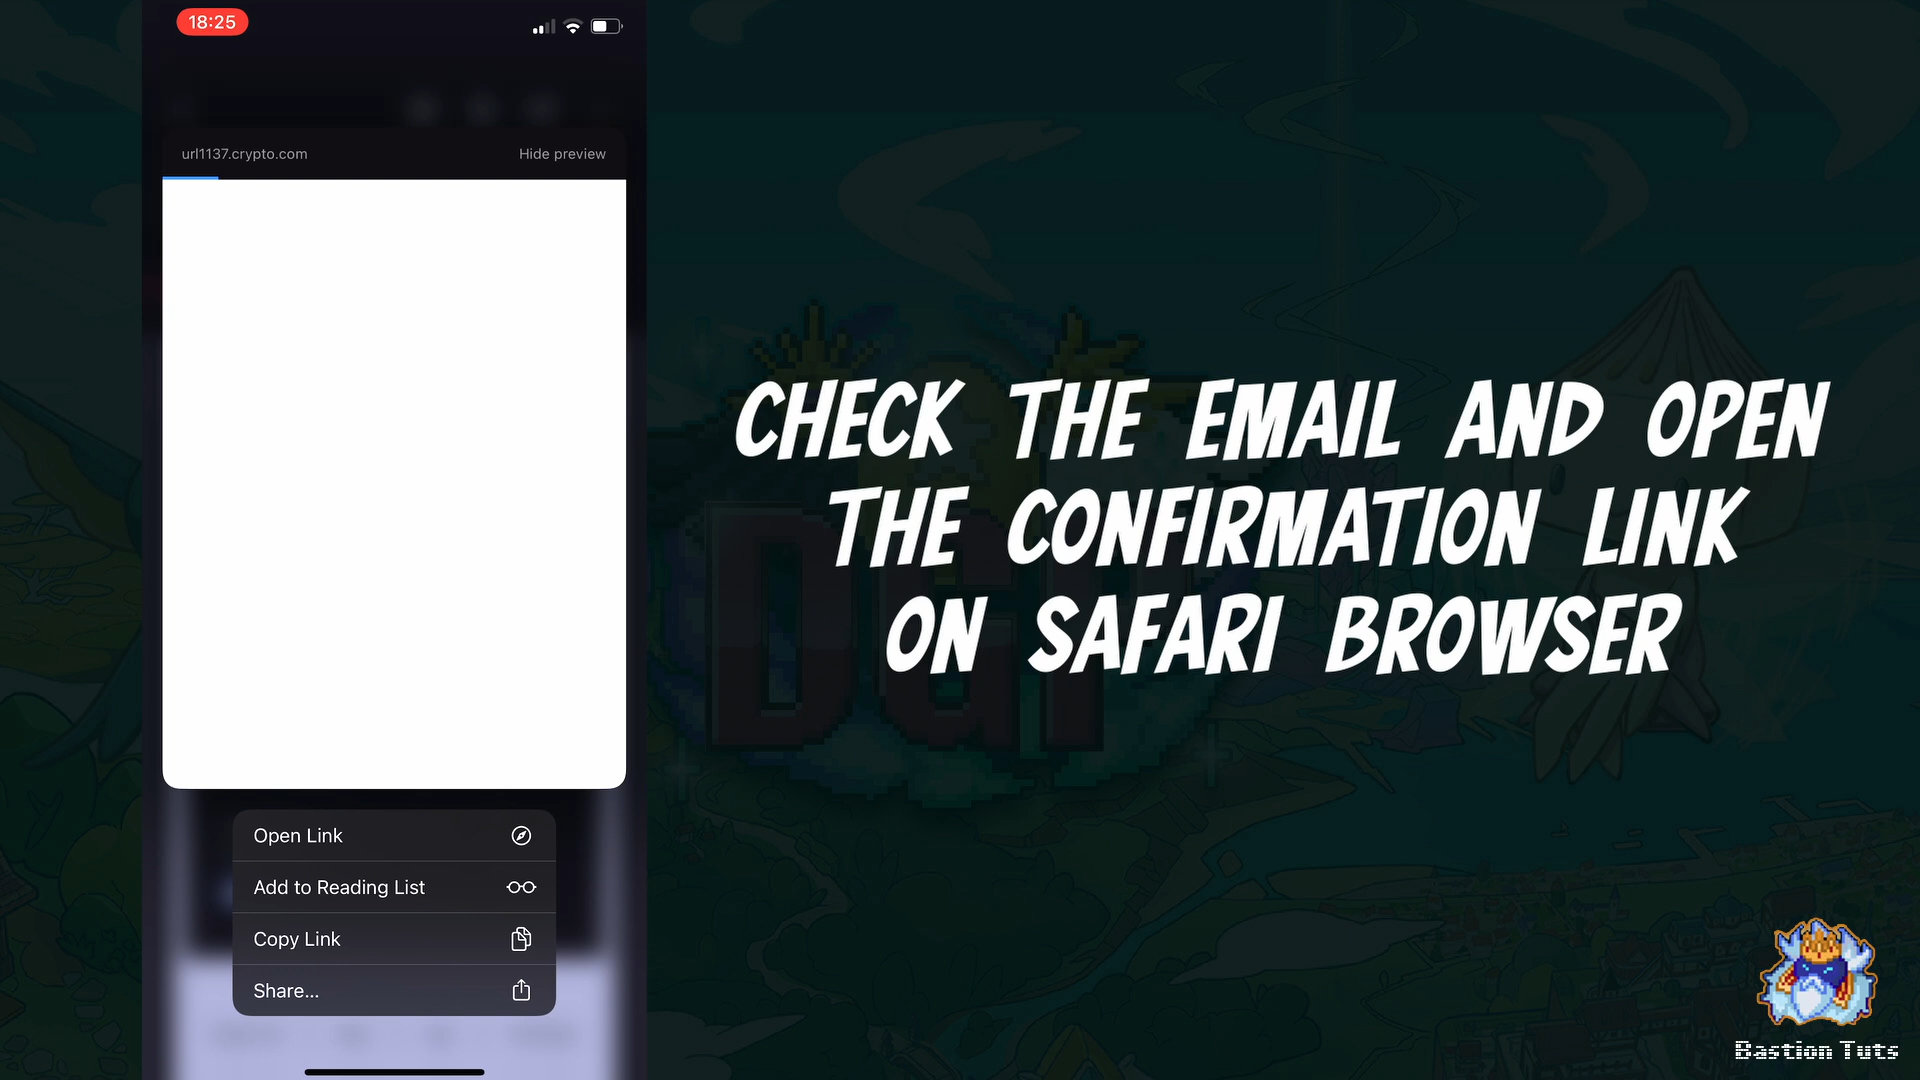 18:25
url1137.crypto.com
Hide preview
CHECK THE EMAIL AND OPEN
THE CONFIRMATION LINK
ON SAFARI BROWSER
Open Link
Add to Reading List
Copy Link
Share...
Bastion Tuts